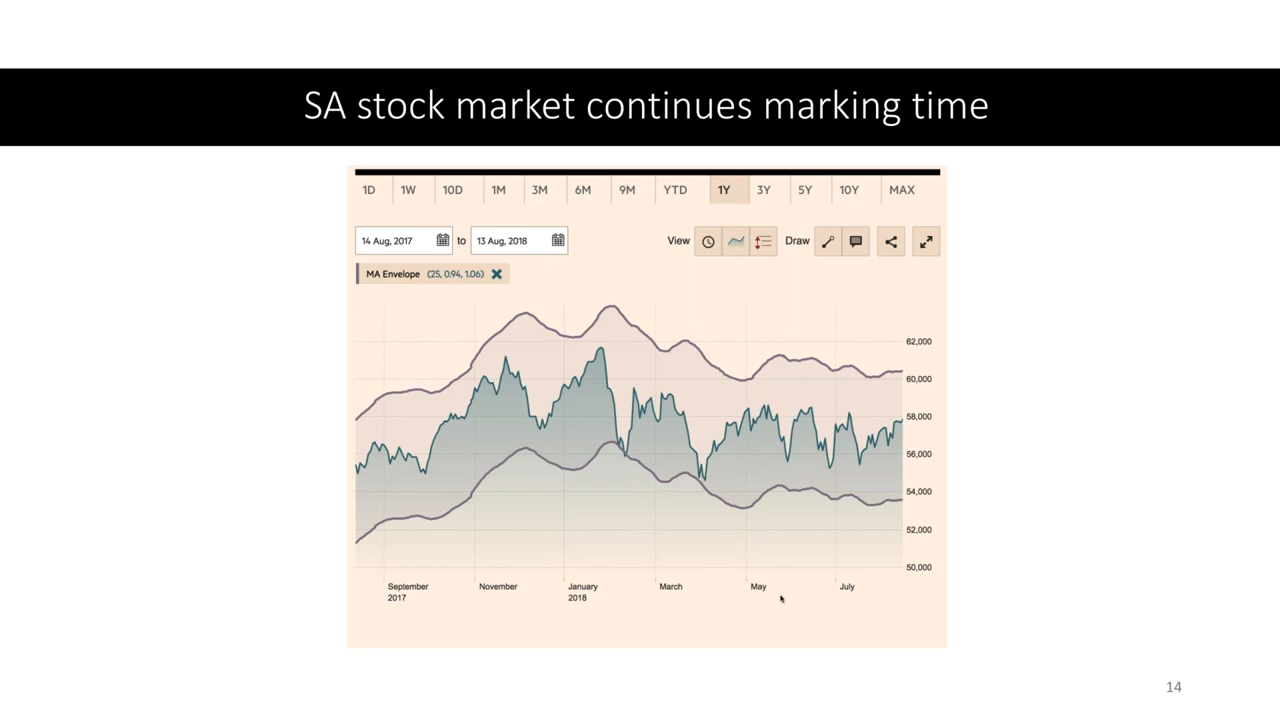 SA stock market continues marking time
1D 1W 10D 1M 3M 6M 9M YTD 1Y 3Y 5Y 10Y MAX
14 Aug, 2017 to 13 Aug, 2018 View Draw
MA Envelope (25, 0.94, 1.06)
62,000
60,000
58,000
56,000
54,000
52,000
50,000
September November January March May July
2017 2018
14